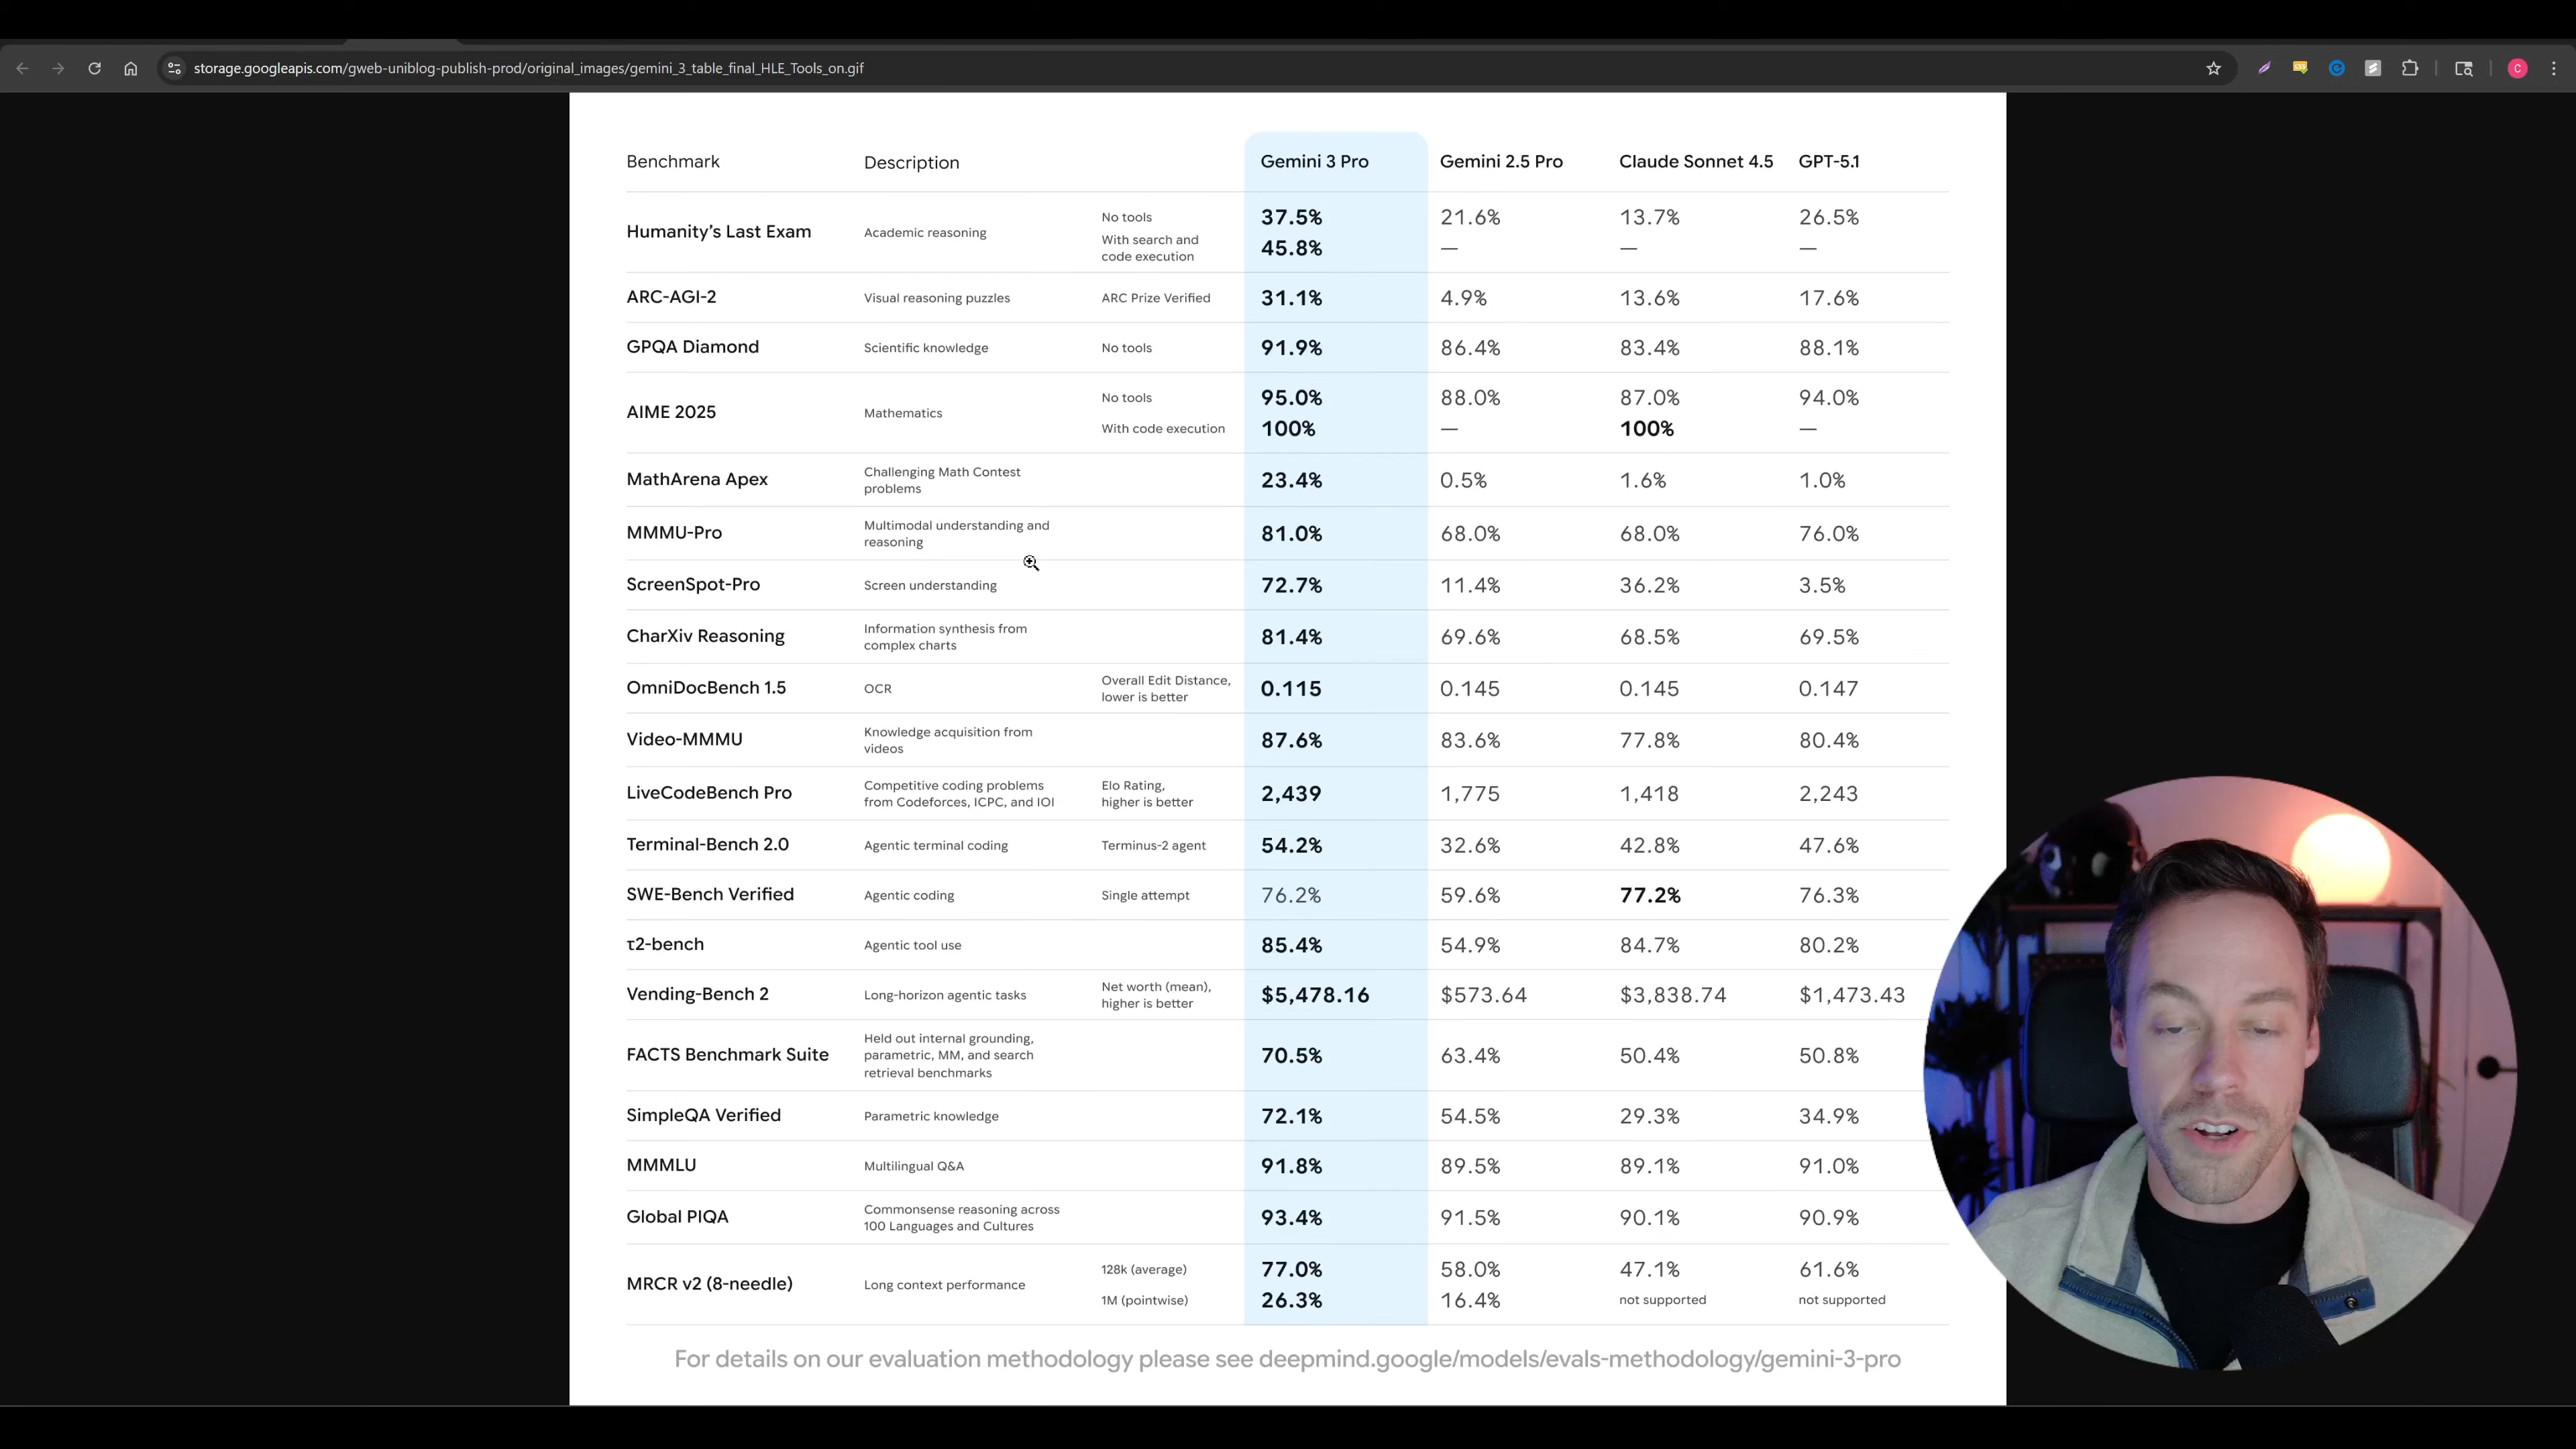 storage.googleapis.com/gweb-uniblog-publish-prod/original_images/gemini_3_table_final_HLE_Tools_on.gif
C
Benchmark Description Gemini 3 Pro Gemini 2.5 Pro Claude Sonnet 4.5 GPT-5.1
Humanity's Last Exam Academic reasoning No tools 37.5% 21.6% 13.7% 26.5%
With search and code execution 45.8% — — —
ARC-AGI-2 Visual reasoning puzzles ARC Prize Verified 31.1% 4.9% 13.6% 17.6%
GPQA Diamond Scientific knowledge No tools 91.9% 86.4% 83.4% 88.1%
AIME 2025 Mathematics No tools 95.0% 88.0% 87.0% 94.0%
With code execution 100% — 100% —
MathArena Apex Challenging Math Contest problems 23.4% 0.5% 1.6% 1.0%
MMMU-Pro Multimodal understanding and reasoning 81.0% 68.0% 68.0% 76.0%
ScreenSpot-Pro Screen understanding 72.7% 11.4% 36.2% 3.5%
CharXiv Reasoning Information synthesis from complex charts 81.4% 69.6% 68.5% 69.5%
OmniDocBench 1.5 OCR Overall Edit Distance, lower is better 0.115 0.145 0.145 0.147
Video-MMMU Knowledge acquisition from videos 87.6% 83.6% 77.8% 80.4%
LiveCodeBench Pro Competitive coding problems from Codeforces, ICPC, and IOI Elo Rating, higher is better 2,439 1,775 1,418 2,243
Terminal-Bench 2.0 Agentic terminal coding Terminus-2 agent 54.2% 32.6% 42.8% 47.6%
SWE-Bench Verified Agentic coding Single attempt 76.2% 59.6% 77.2% 76.3%
τ2-bench Agentic tool use 85.4% 54.9% 84.7% 80.2%
Vending-Bench 2 Long-horizon agentic tasks Net worth (mean), higher is better $5,478.16 $573.64 $3,838.74 $1,473.43
FACTS Benchmark Suite Held out internal grounding, parametric, MM, and search retrieval benchmarks 70.5% 63.4% 50.4% 50.8%
SimpleQA Verified Parametric knowledge 72.1% 54.5% 29.3% 34.9%
MMMLU Multilingual Q&A 91.8% 89.5% 89.1% 91.0%
Global PIQA Commonsense reasoning across 100 Languages and Cultures 93.4% 91.5% 90.1% 90.9%
MRCR v2 (8-needle) Long context performance 128k (average) 77.0% 58.0% 47.1% 61.6%
1M (pointwise) 26.3% 16.4% not supported not supported
For details on our evaluation methodology please see deepmind.google/models/evals-methodology/gemini-3-pro